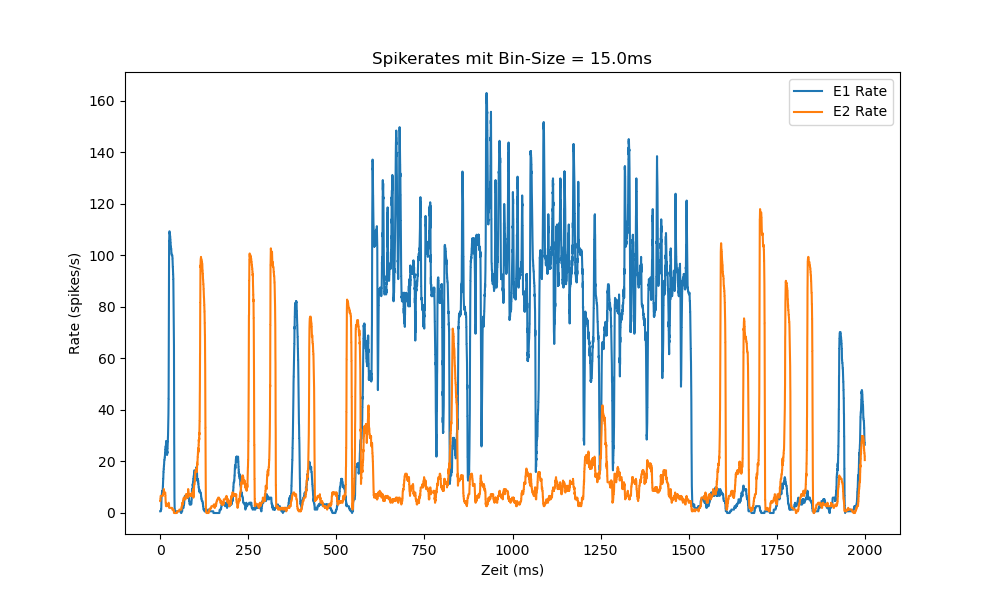 Spikerates mit Bin-Size = 15.0ms
E1 Rate
E2 Rate
160
140
120
100
80
60
40
20
0
Rate (spikes/s)
0 250 500 750 1000 1250 1500 1750 2000
Zeit (ms)